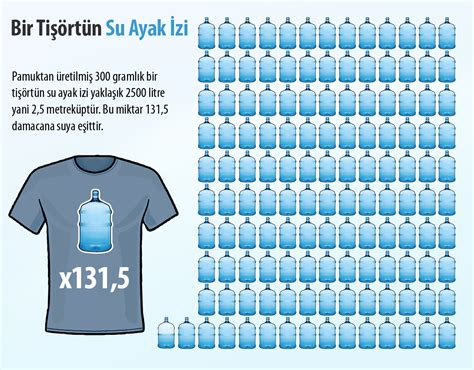 Bir Tişörtün Su Ayak İzi
Pamuktan üretilmiş 300 gramlık bir
tişörtün su ayak izi yaklaşık 2500 litre
yani 2,5 metreküptür. Bu miktar 131,5
damacana suya eşittir.
x131,5